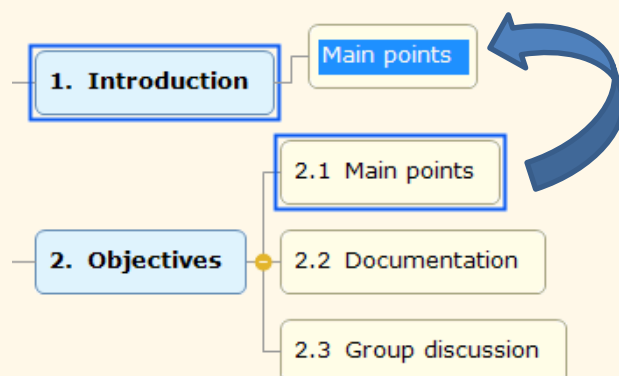 Main points
1. Introduction
2.1 Main points
2. Objectives
2.2 Documentation
2.3 Group discussion